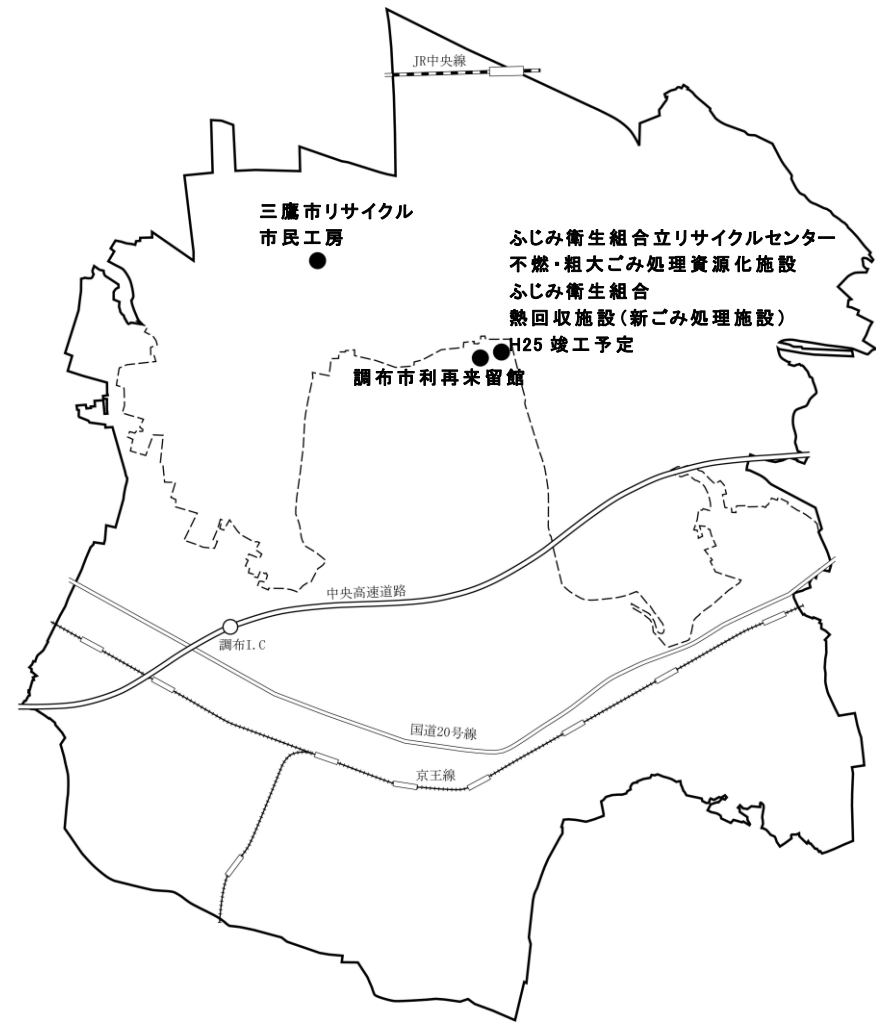 JR中央線
三鷹市リサイクル
市民工房
ふじみ衛生組合立リサイクルセンター
不燃・粗大ごみ処理資源化施設
ふじみ衛生組合
熱回収施設(新ごみ処理施設)
H25 竣工予定
調布市利再来留館
中央高速道路
調布I.C
国道20号線
京王線